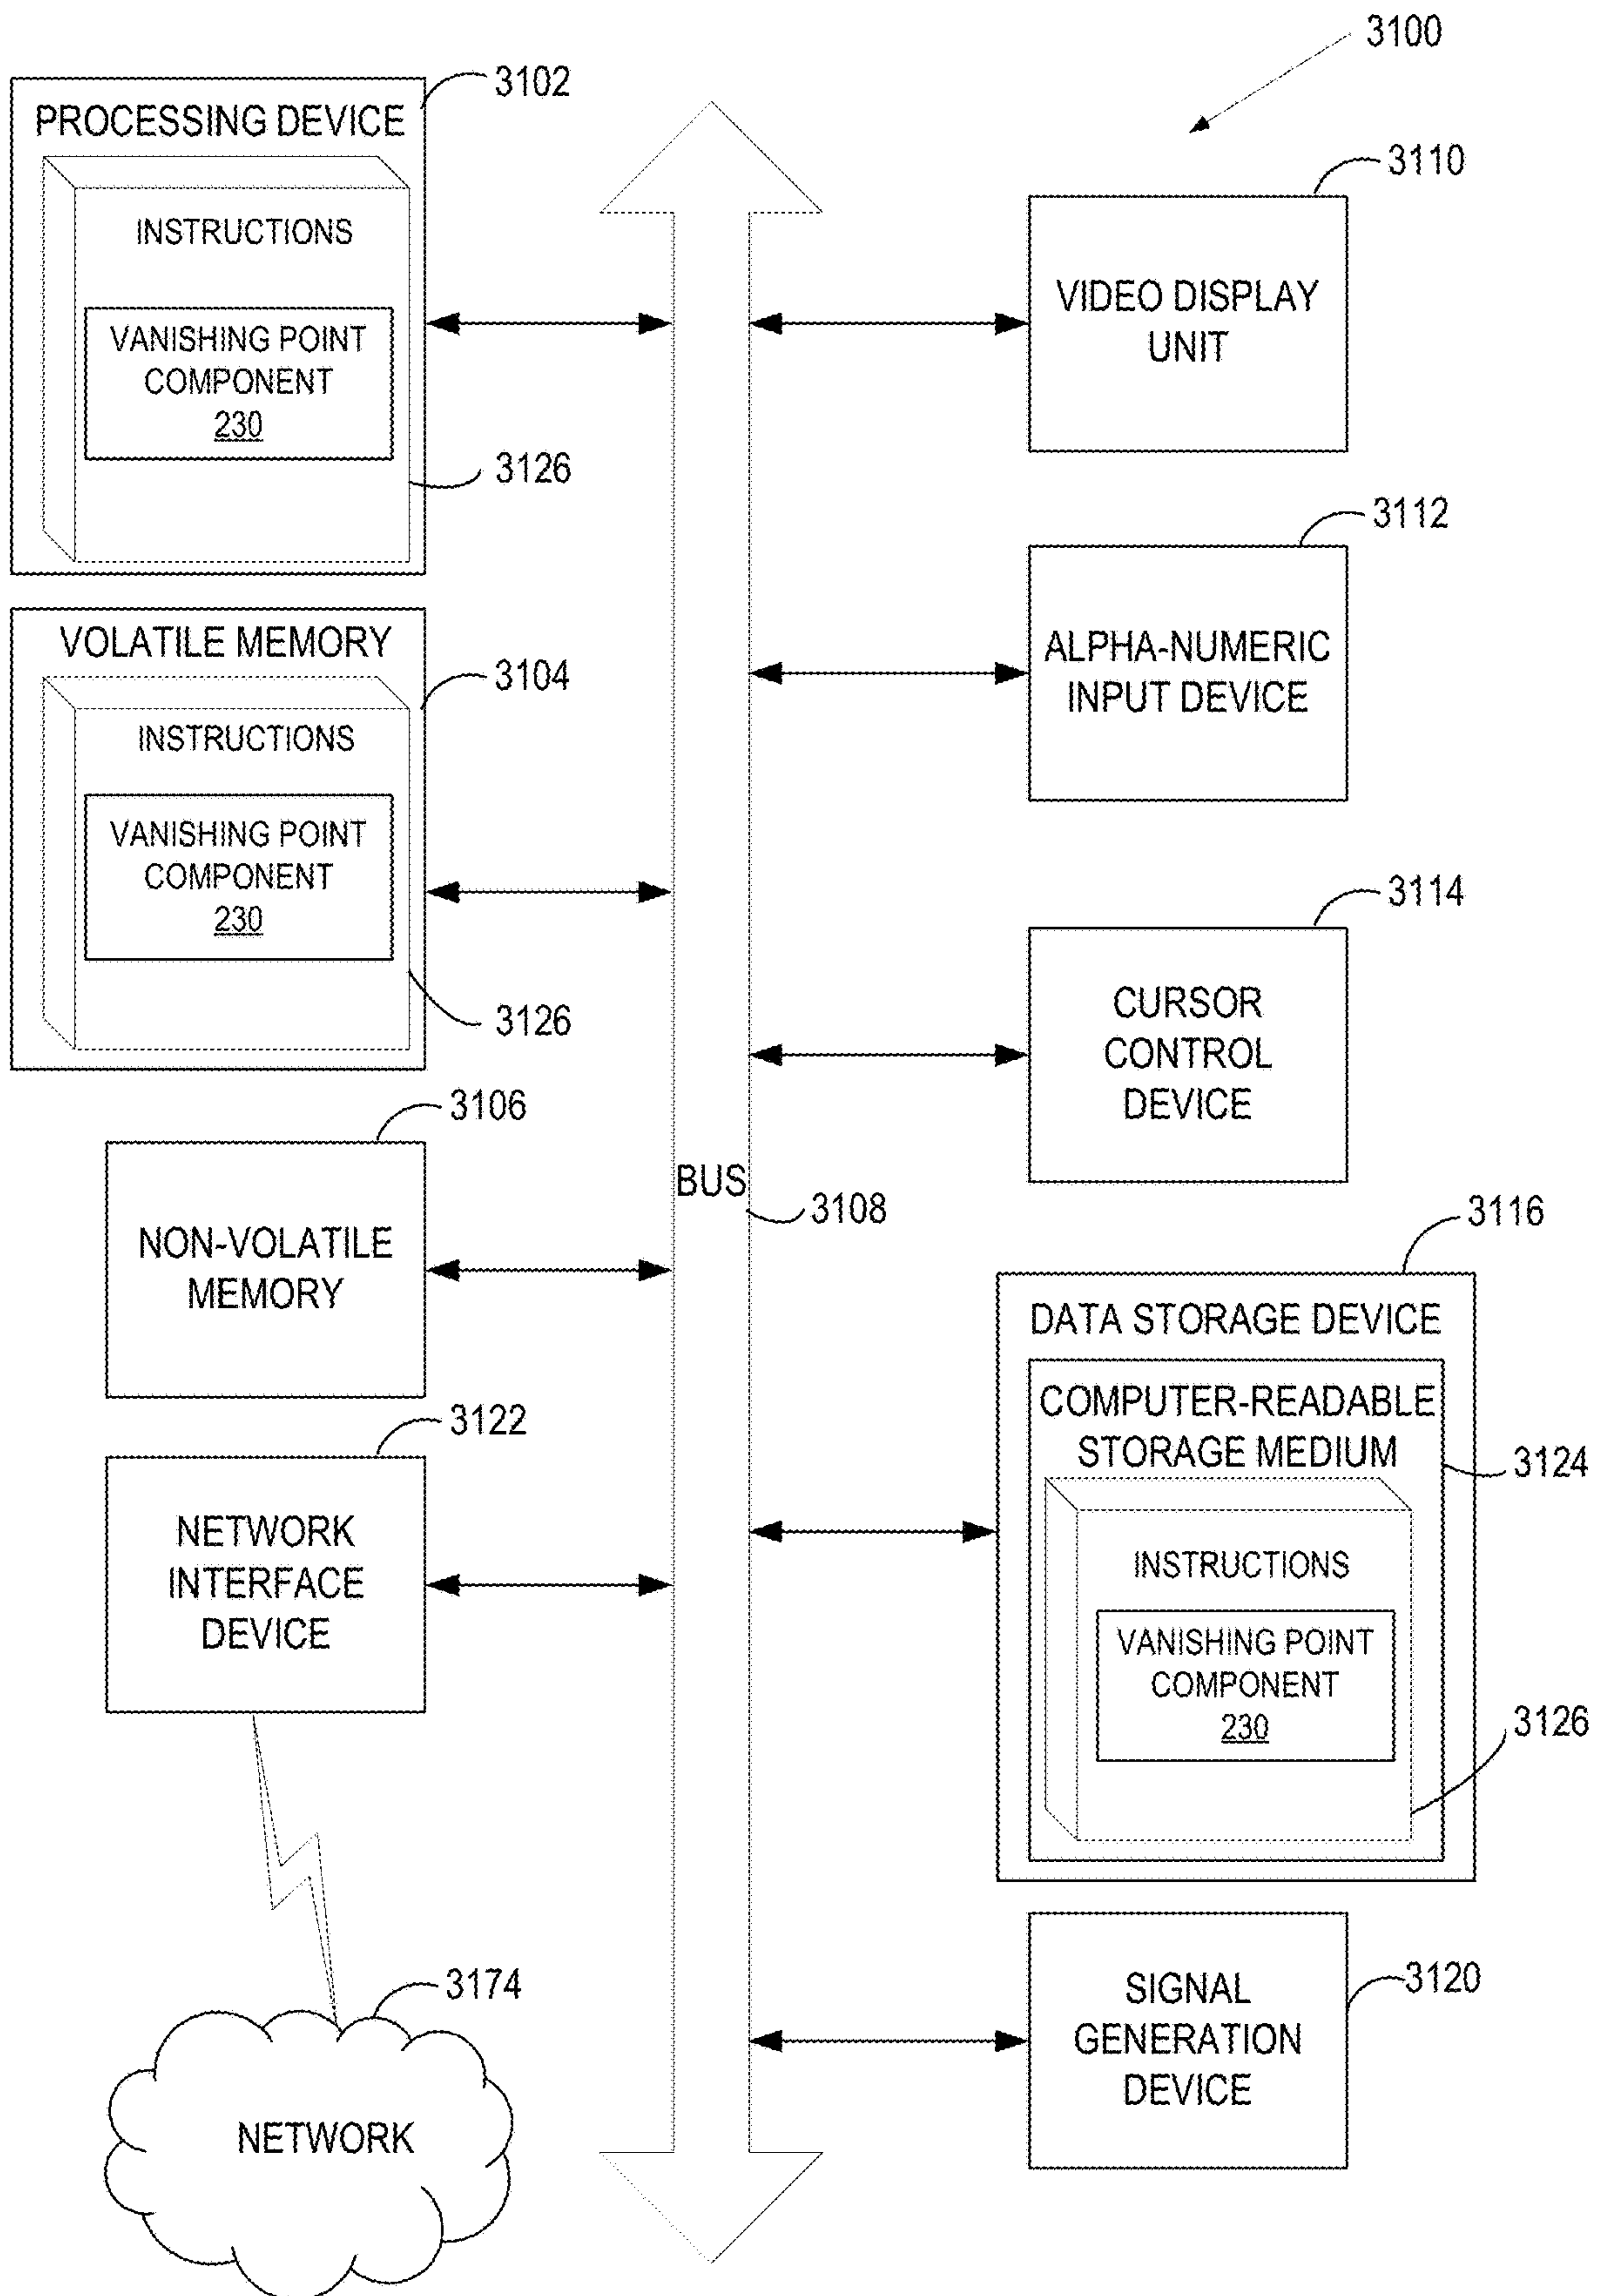 3100
3102
PROCESSING DEVICE
INSTRUCTIONS
VANISHING POINT
COMPONENT
230
3126
VOLATILE MEMORY
3104
INSTRUCTIONS
VANISHING POINT
COMPONENT
230
3126
3106
NON-VOLATILE
MEMORY
3122
NETWORK
INTERFACE
DEVICE
3174
NETWORK
BUS
3108
3110
VIDEO DISPLAY
UNIT
3112
ALPHA-NUMERIC
INPUT DEVICE
3114
CURSOR
CONTROL
DEVICE
3116
DATA STORAGE DEVICE
COMPUTER-READABLE
STORAGE MEDIUM
3124
INSTRUCTIONS
VANISHING POINT
COMPONENT
230
3126
3120
SIGNAL
GENERATION
DEVICE